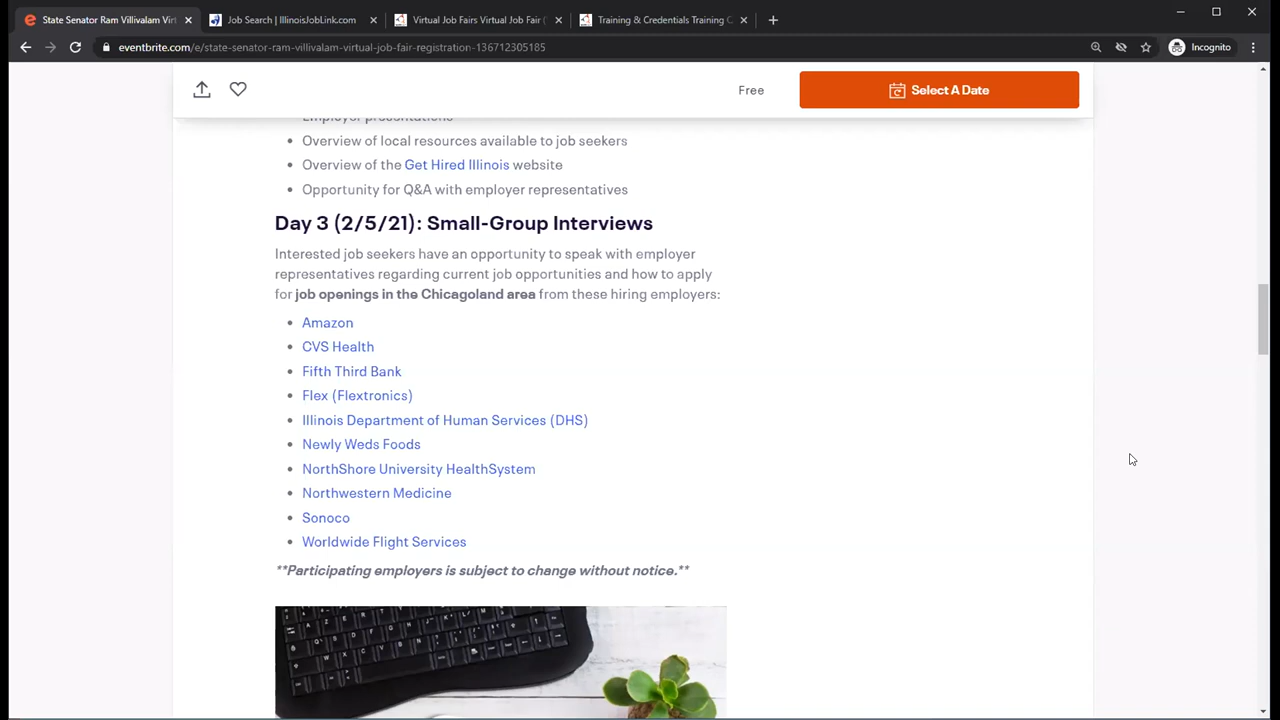 State Senator Ram Villivalam Virt
Job Search | IllinoisJobLink.com
Virtual Job Fairs Virtual Job Fair (
Training & Credentials Training C
eventbrite.com/e/state-senator-ram-villivalam-virtual-job-fair-registration-136712305185
Incognito
Free
Select A Date
Employer presentations
Overview of local resources available to job seekers
Overview of the Get Hired Illinois website
Opportunity for Q&A with employer representatives
Day 3 (2/5/21): Small-Group Interviews
Interested job seekers have an opportunity to speak with employer
representatives regarding current job opportunities and how to apply
for job openings in the Chicagoland area from these hiring employers:
Amazon
CVS Health
Fifth Third Bank
Flex (Flextronics)
Illinois Department of Human Services (DHS)
Newly Weds Foods
NorthShore University HealthSystem
Northwestern Medicine
Sonoco
Worldwide Flight Services
**Participating employers is subject to change without notice.**